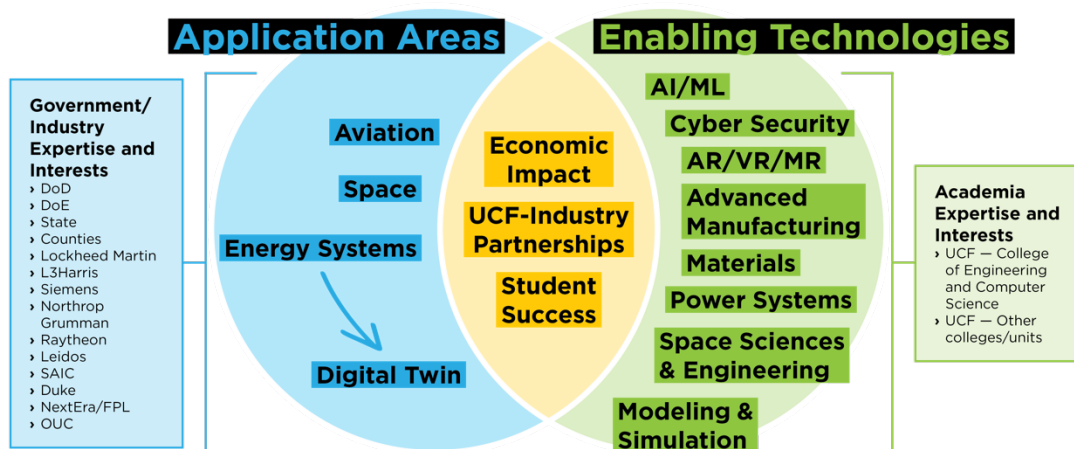 Application Areas
Enabling Technologies
Government/
Industry
Expertise and
Interests
› DoD
› DoE
› State
› Counties
› Lockheed Martin
› L3Harris
› Siemens
› Northrop
Grumman
› Raytheon
› Leidos
› SAIC
› Duke
› NextEra/FPL
› OUC
Aviation
Space
Energy Systems
Digital Twin
Economic
Impact
UCF-Industry
Partnerships
Student
Success
AI/ML
Cyber Security
AR/VR/MR
Advanced
Manufacturing
Materials
Power Systems
Space Sciences
& Engineering
Modeling &
Simulation
Academia
Expertise and
Interests
› UCF — College
of Engineering
and Computer
Science
› UCF — Other
colleges/units